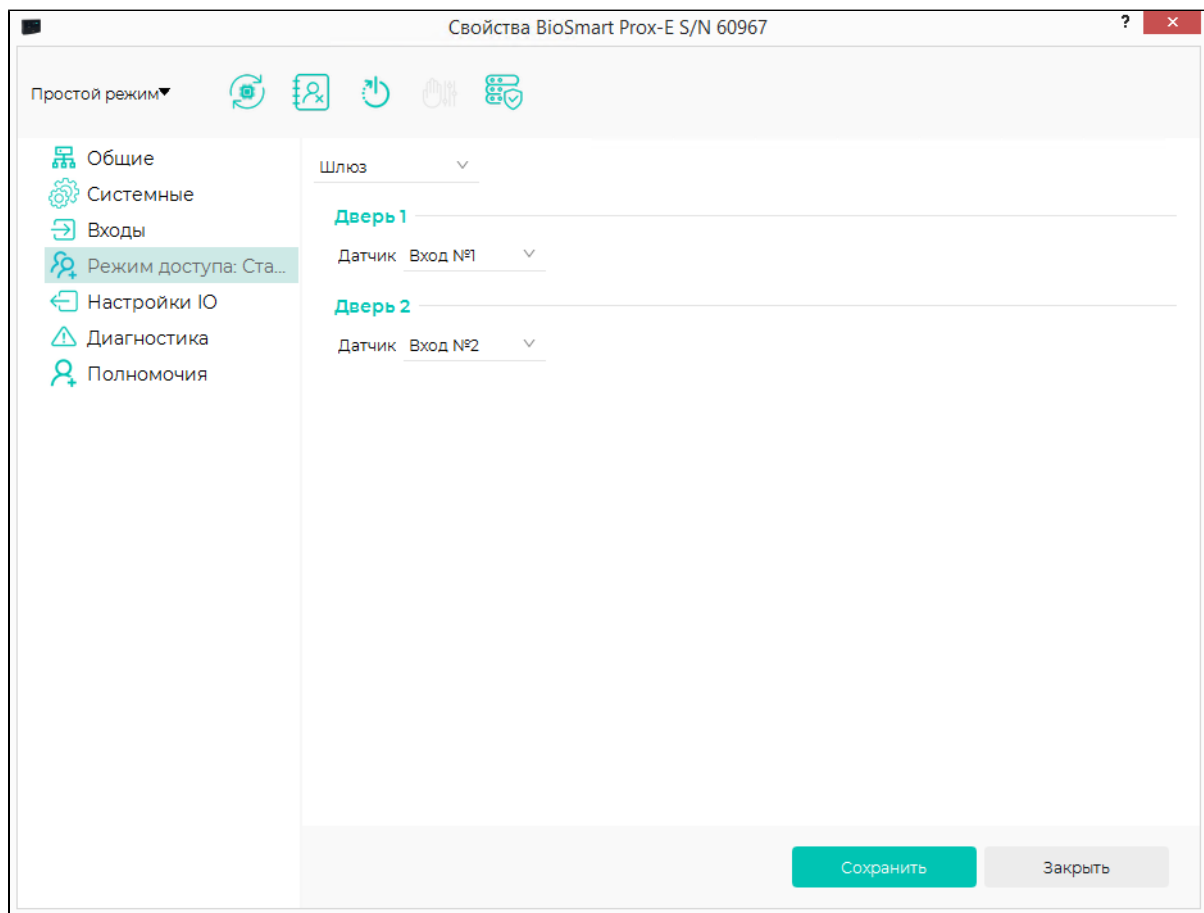 Свойства BioSmart Prox-E S/N 60967
?
Простой режим
Общие
Системные
Входы
Режим доступа: Ста...
Настройки IO
Диагностика
Полномочия
Шлюз
Дверь 1
Датчик Вход №1
Дверь 2
Датчик Вход №2
Сохранить Закрыть